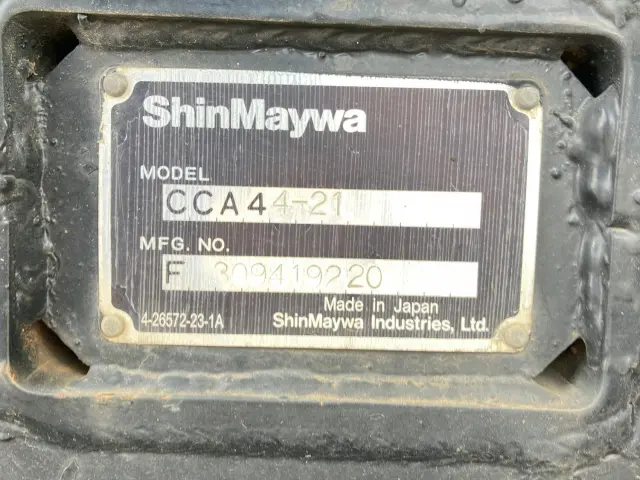 ShinMaywa
MODEL
CCA44-21
MFG. NO.
F 309419220
Made in Japan
4-26572-23-1A
ShinMaywa Industries, Ltd.